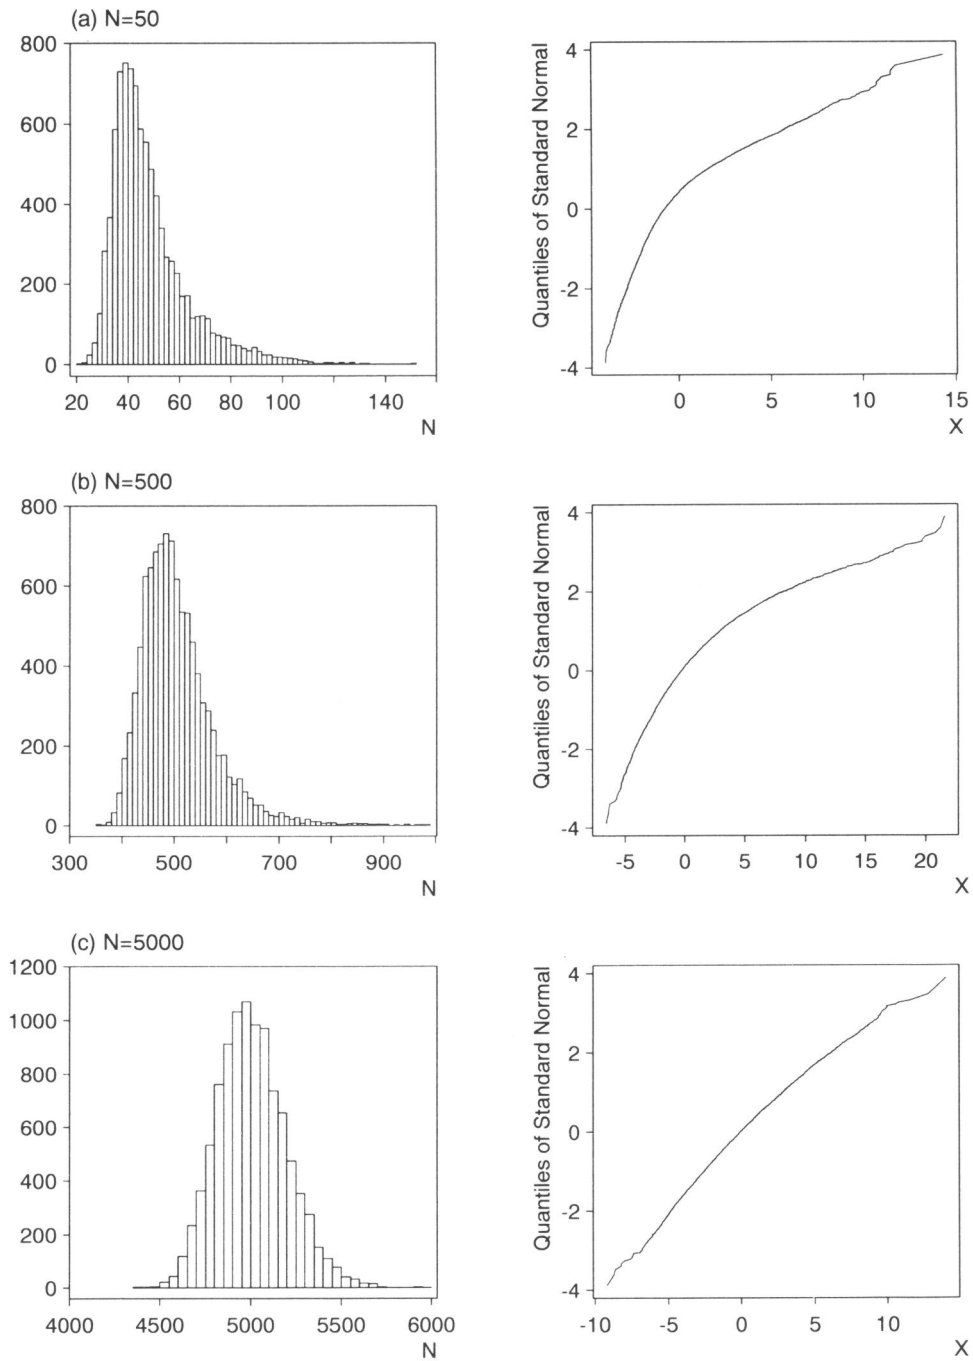 (a) N=50
800
600
400
200
0
20 40 60 80 100 140
N
Quantiles of Standard Normal
4
2
0
-2
-4
0 5 10 15
X
(b) N=500
800
600
400
200
0
300 500 700 900
N
Quantiles of Standard Normal
4
2
0
-2
-4
-5 0 5 10 15 20
X
(c) N=5000
1200
1000
800
600
400
200
0
4000 4500 5000 5500 6000
N
Quantiles of Standard Normal
4
2
0
-2
-4
-10 -5 0 5 10
X